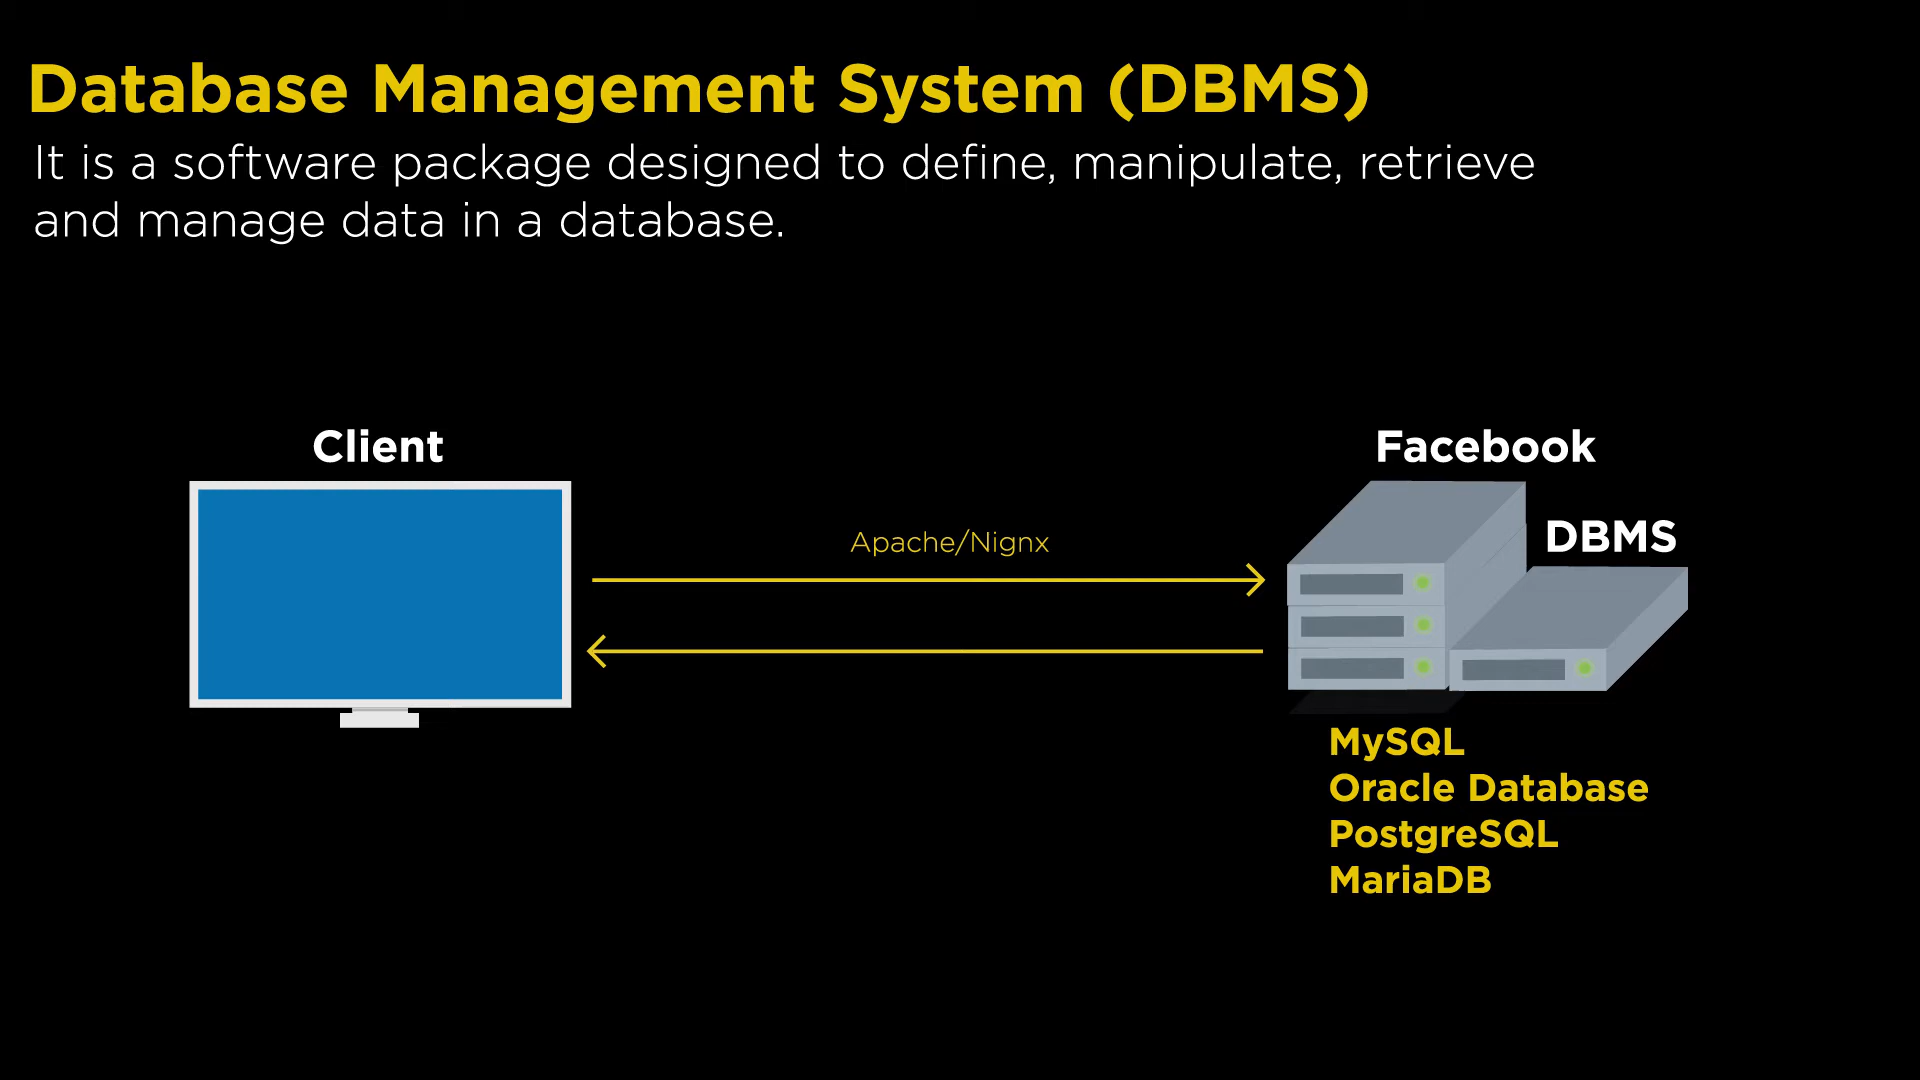 Database Management System (DBMS)
It is a software package designed to define, manipulate, retrieve
and manage data in a database.
Client
Facebook
DBMS
Apache/Nignx
MySQL
Oracle Database
PostgreSQL
MariaDB